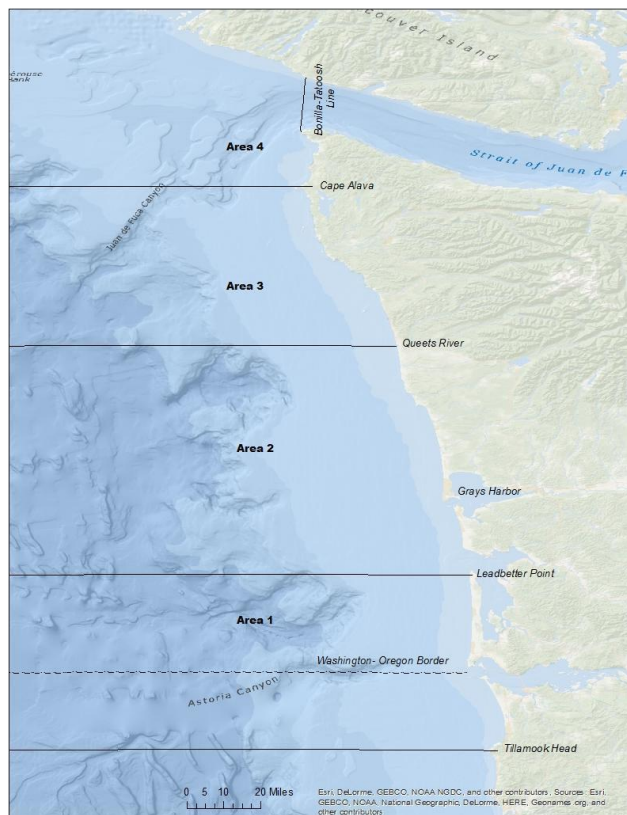 couver Island
Bonilla-Tatoosh
Line
Strait of Juan de F
Area 4
Cape Alava
Juan de Fuca Canyon
Area 3
Queets River
Area 2
Grays Harbor
Leadbetter Point
Area 1
Washington- Oregon Border
Astoria Canyon
Tillamook Head
0 5 10 20 Miles
Esri, DeLorme, GEBCO, NOAA NGDC, and other contributors, Sources: Esri,
GEBCO, NOAA, National Geographic, DeLorme, HERE, Geonames.org, and
other contributors